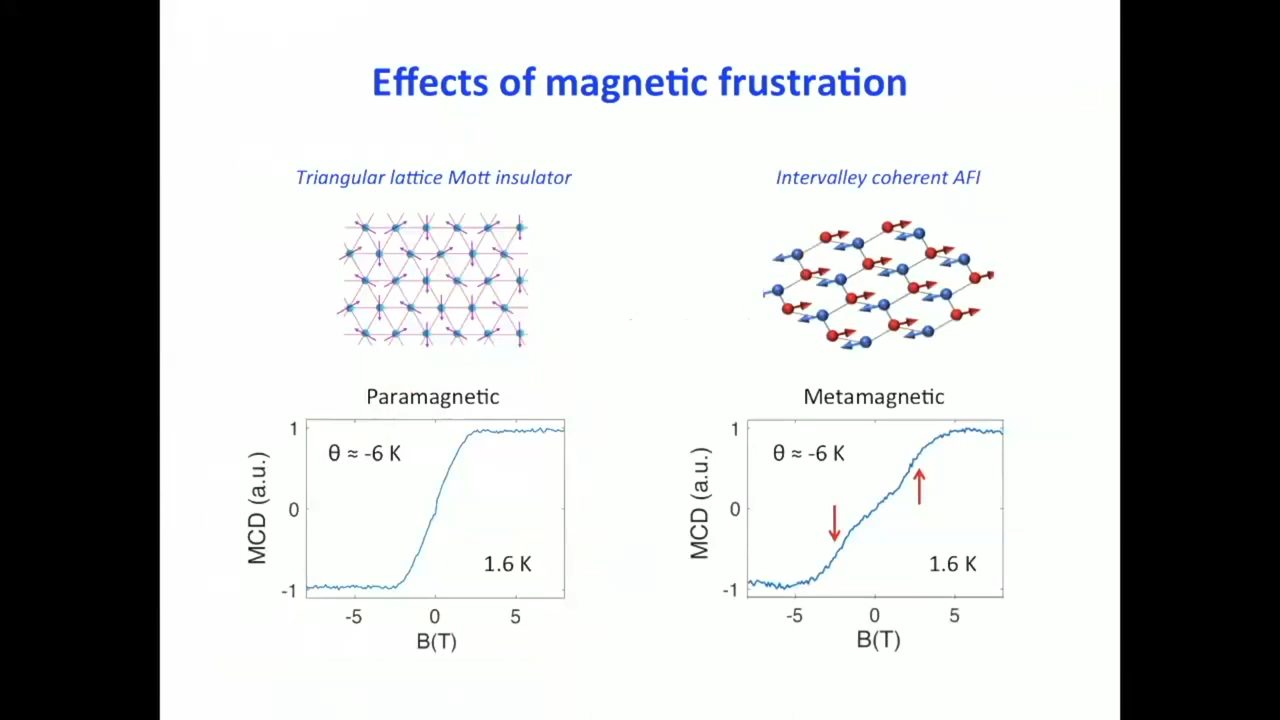 Effects of magnetic frustration
Triangular lattice Mott insulator
Intervalley coherent AFI
Paramagnetic
Metamagnetic
MCD (a.u.)
1
0
-1
θ ≈ -6 K
1.6 K
-5
0
5
B(T)
MCD (a.u.)
1
0
-1
θ ≈ -6 K
1.6 K
-5
0
5
B(T)